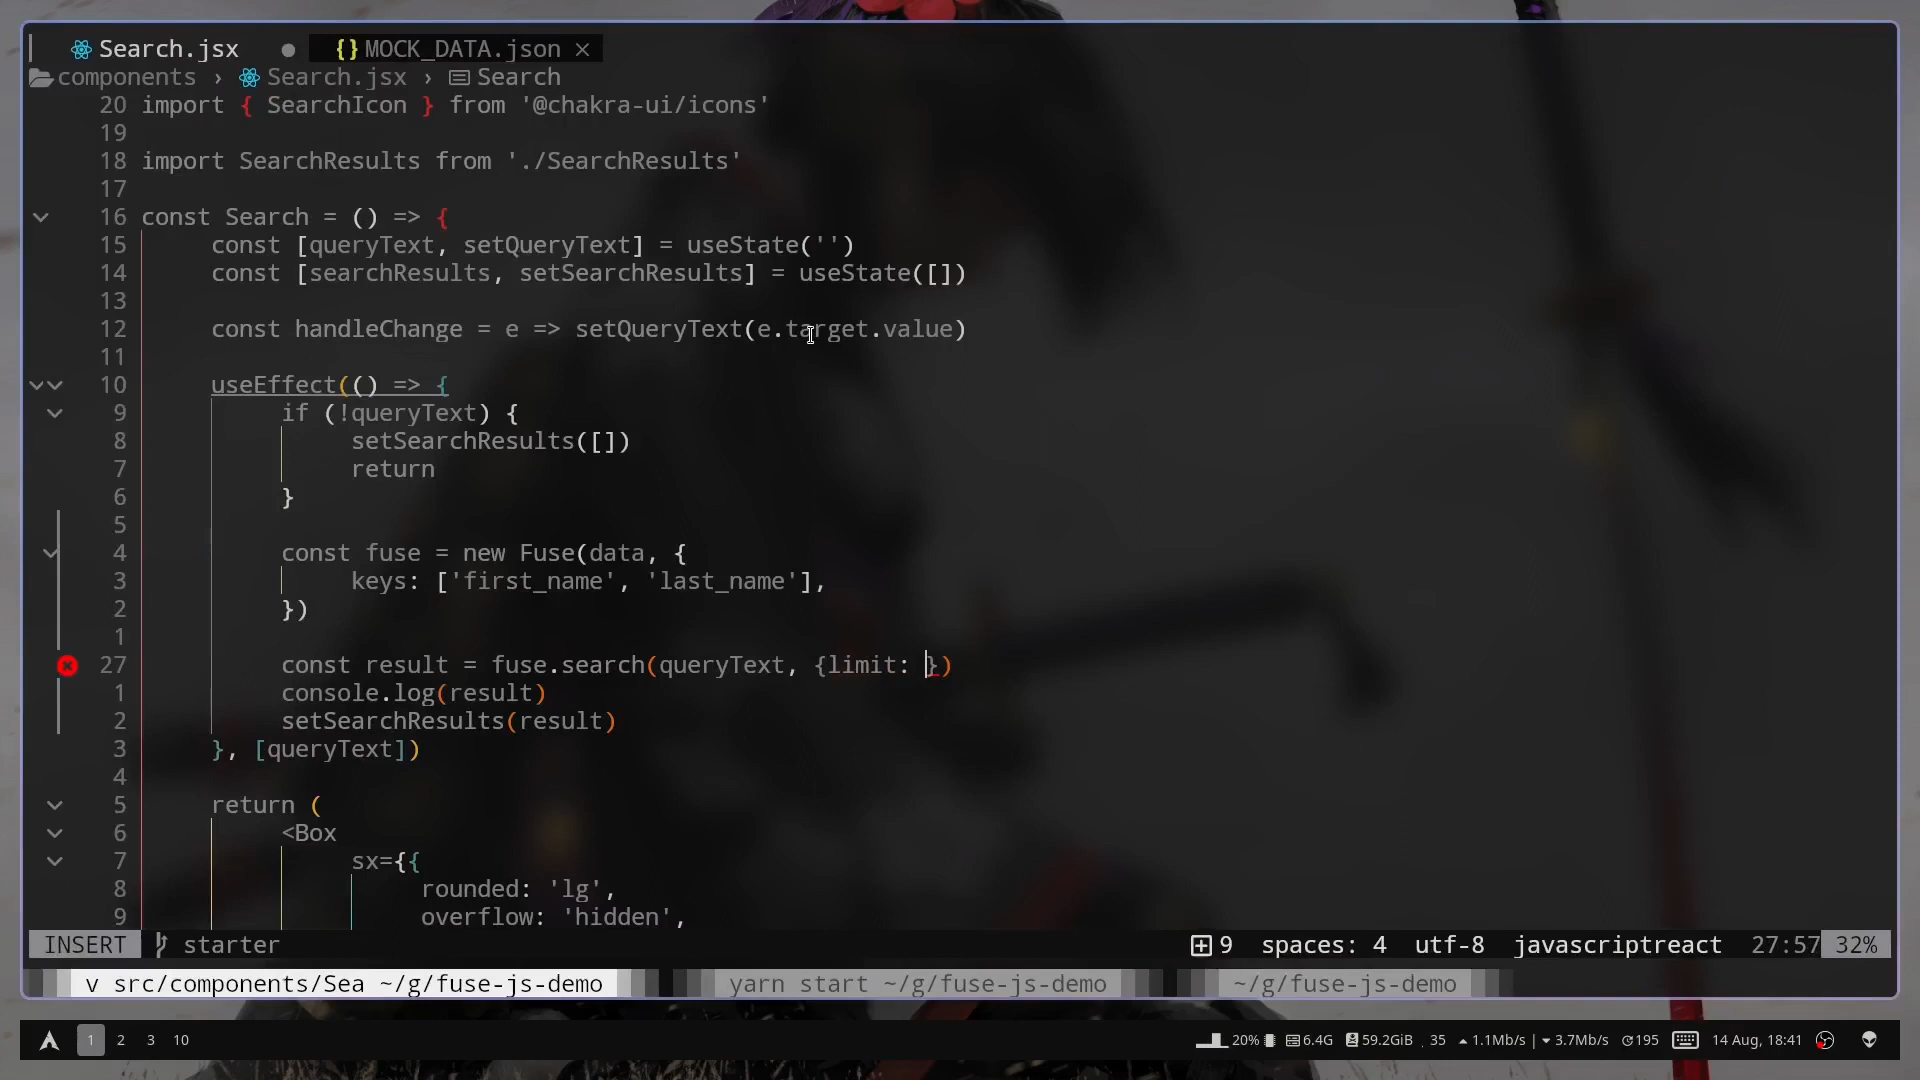 Search.jsx ● {} MOCK_DATA.json ×
components › Search.jsx › Search
20 import { SearchIcon } from '@chakra-ui/icons'
19
18 import SearchResults from './SearchResults'
17
16 const Search = () => {
15 const [queryText, setQueryText] = useState('')
14 const [searchResults, setSearchResults] = useState([])
13
12 const handleChange = e => setQueryText(e.target.value)
11
10 useEffect(() => {
9 if (!queryText) {
8 setSearchResults([])
7 return
6 }
5
4 const fuse = new Fuse(data, {
3 keys: ['first_name', 'last_name'],
2 })
1
27 const result = fuse.search(queryText, {limit: })
1 console.log(result)
2 setSearchResults(result)
3 }, [queryText])
4
5 return (
6 <Box
7 sx={{
8 rounded: 'lg',
9 overflow: 'hidden',
INSERT starter 9 spaces: 4 utf-8 javascriptreact 27:57 32%
v src/components/Sea ~/g/fuse-js-demo yarn start ~/g/fuse-js-demo ~/g/fuse-js-demo
1 2 3 10 20% 6.4G 59.2GiB 35 1.1Mb/s | 3.7Mb/s 195 14 Aug, 18:41